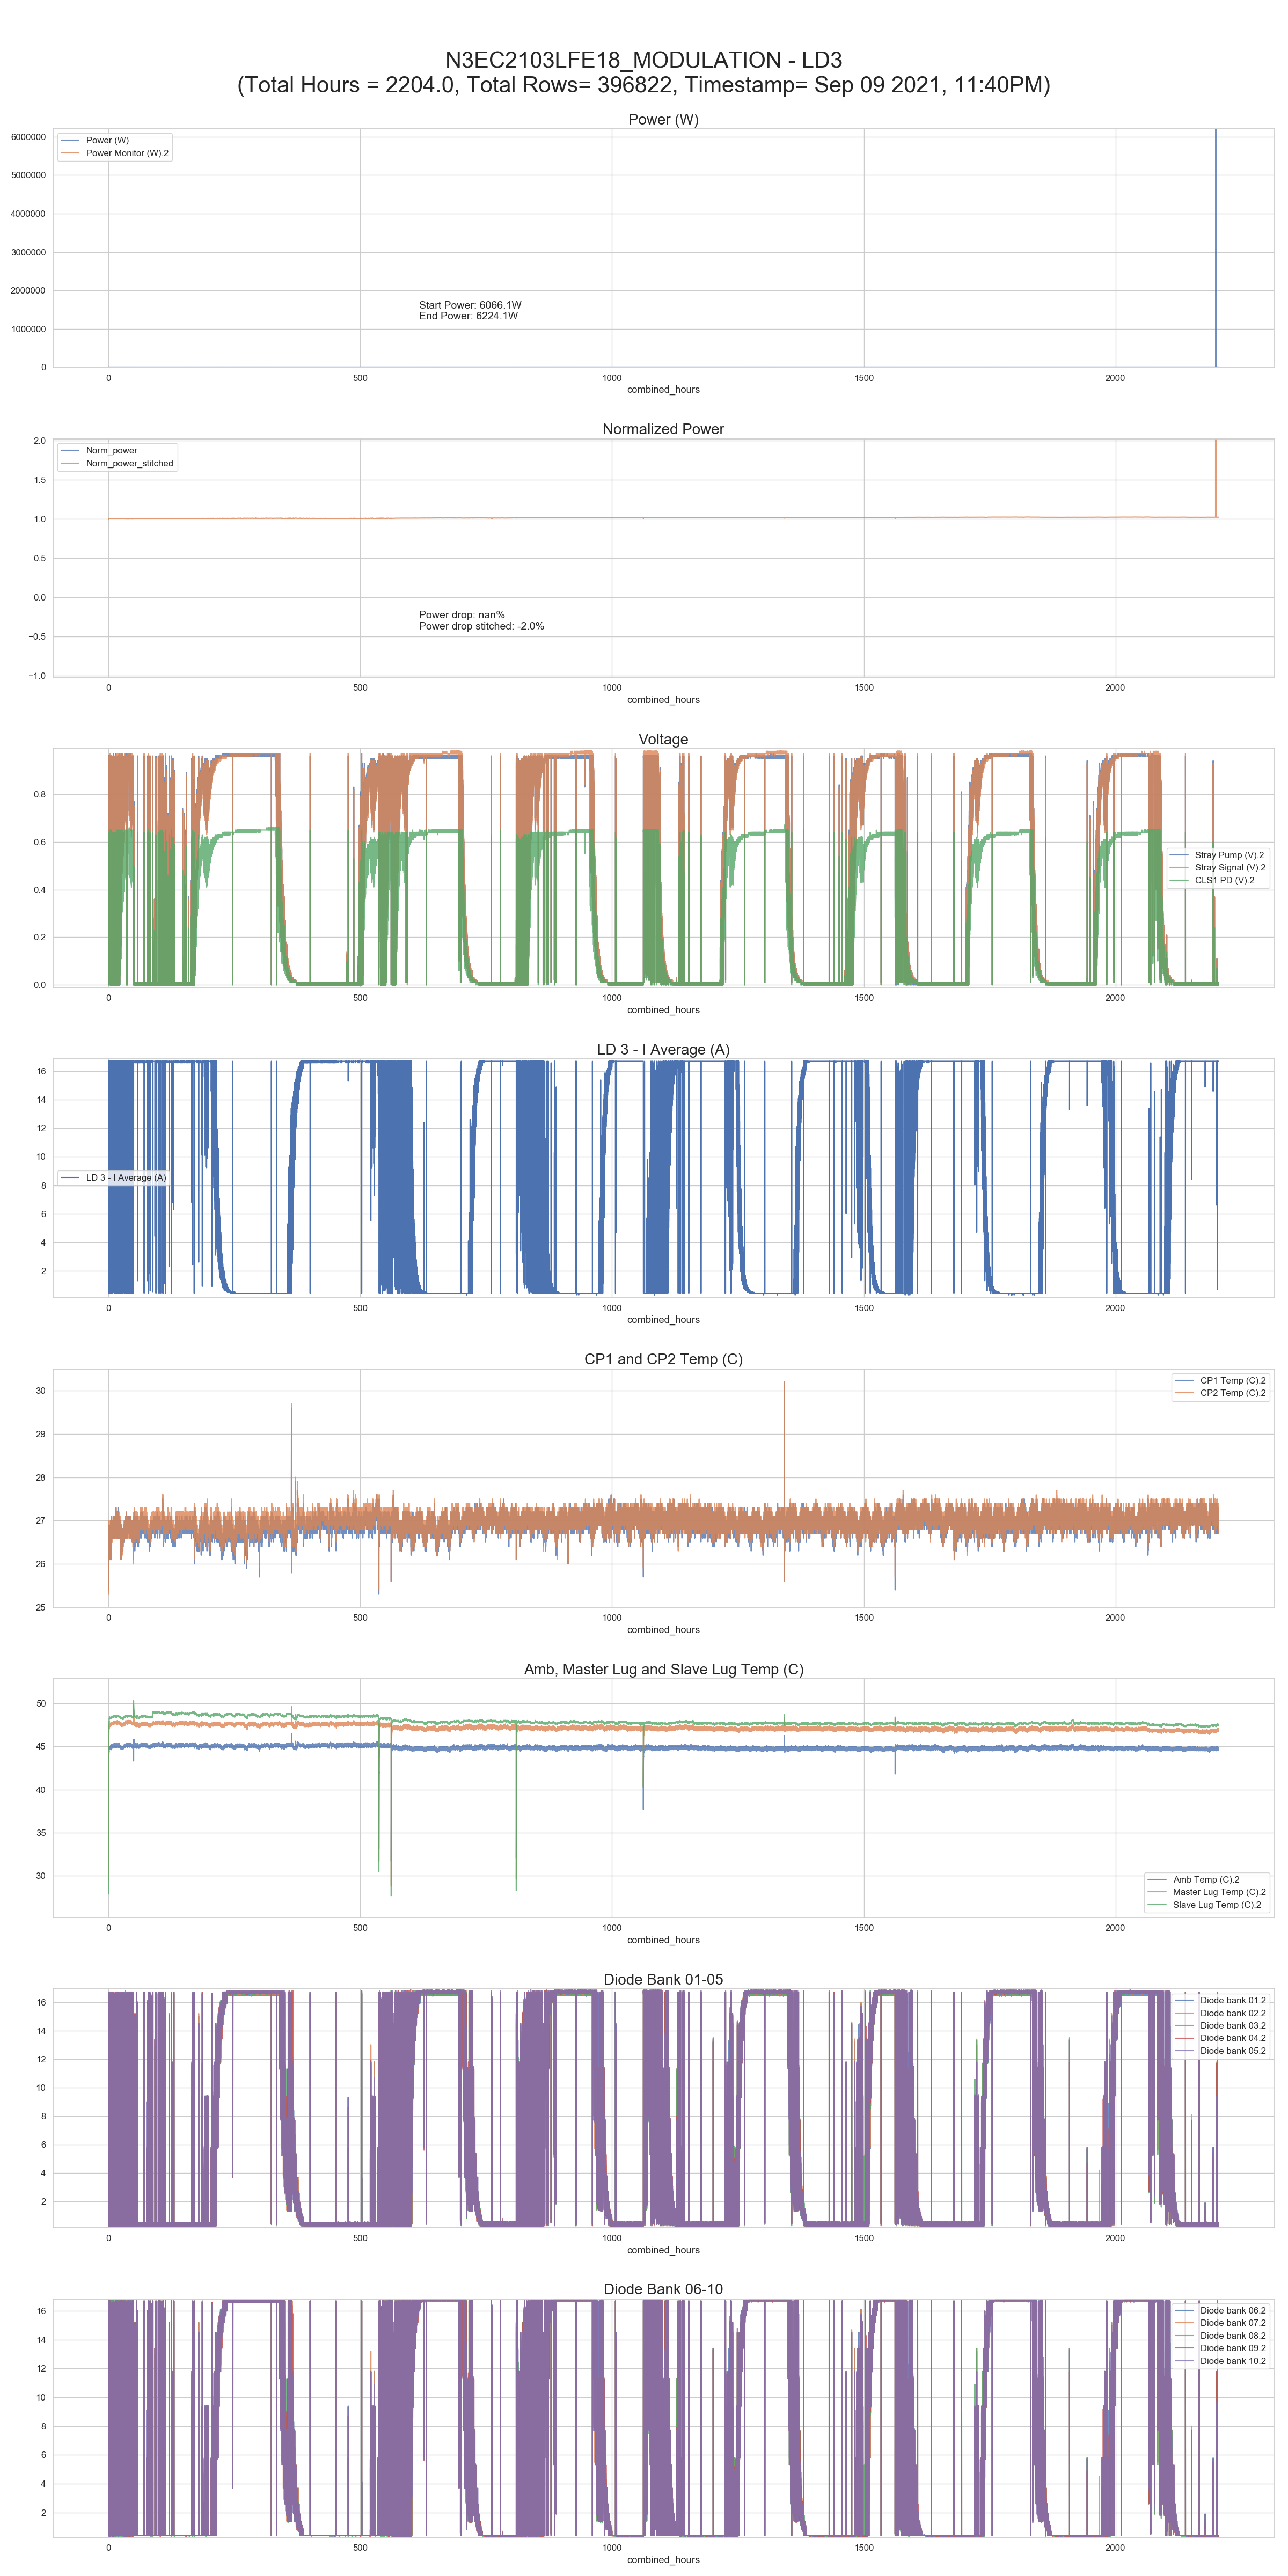 N3EC2103LFE18_MODULATION - LD3
(Total Hours = 2204.0, Total Rows= 396822, Timestamp= Sep 09 2021, 11:40PM)
Power (W)
Power (W)
Power Monitor (W).2
6000000
5000000
4000000
3000000
2000000
1000000
0
Start Power: 6066.1W
End Power: 6224.1W
0 500 1000 1500 2000
combined_hours
Normalized Power
Norm_power
Norm_power_stitched
2.0
1.5
1.0
0.5
0.0
−0.5
−1.0
Power drop: nan%
Power drop stitched: -2.0%
0 500 1000 1500 2000
combined_hours
Voltage
0.8
0.6
0.4
0.2
0.0
Stray Pump (V).2
Stray Signal (V).2
CLS1 PD (V).2
0 500 1000 1500 2000
combined_hours
LD 3 - I Average (A)
16
14
12
10
8
6
4
2
LD 3 - I Average (A)
0 500 1000 1500 2000
combined_hours
CP1 and CP2 Temp (C)
CP1 Temp (C).2
CP2 Temp (C).2
30
29
28
27
26
25
0 500 1000 1500 2000
combined_hours
Amb, Master Lug and Slave Lug Temp (C)
50
45
40
35
30
Amb Temp (C).2
Master Lug Temp (C).2
Slave Lug Temp (C).2
0 500 1000 1500 2000
combined_hours
Diode Bank 01-05
Diode bank 01.2
Diode bank 02.2
Diode bank 03.2
Diode bank 04.2
Diode bank 05.2
16
14
12
10
8
6
4
2
0 500 1000 1500 2000
combined_hours
Diode Bank 06-10
Diode bank 06.2
Diode bank 07.2
Diode bank 08.2
Diode bank 09.2
Diode bank 10.2
16
14
12
10
8
6
4
2
0 500 1000 1500 2000
combined_hours